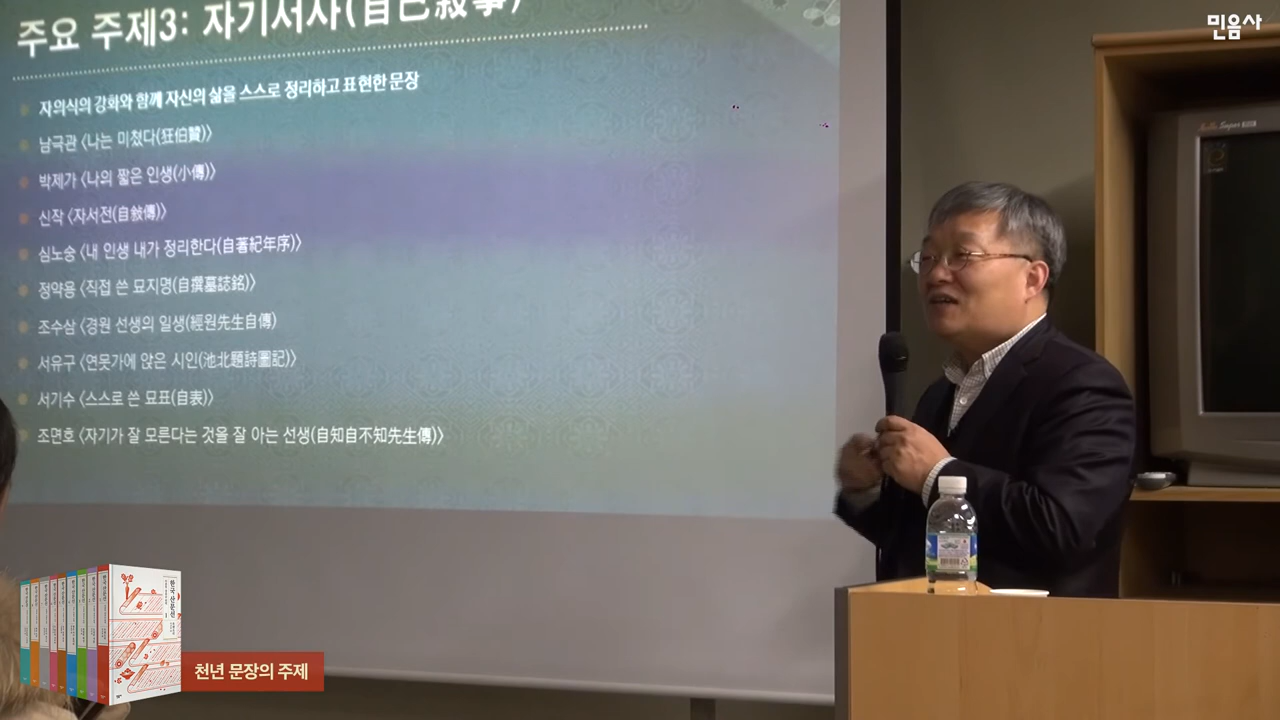 주요 주제3: 자기서사(自己敍事)
자의식의 강화와 함께 자신의 삶을 스스로 정리하고 표현한 문장
남극관 〈나는 미쳤다(狂伯贊)〉
박제가 〈나의 짧은 인생(小傳)〉
신작 〈자서전(自敍傳)〉
심노숭 〈내 인생 내가 정리한다(自著紀年序)〉
정약용 〈직접 쓴 묘지명(自撰墓誌銘)〉
조수삼 〈경원 선생의 일생(經원先生自傳)
서유구 〈연못가에 앉은 시인(池北題詩圖記)〉
서기수 〈스스로 쓴 묘표(自表)〉
조면호 〈자기가 잘 모른다는 것을 잘 아는 선생(自知自不知先生傳)〉
민음사
한국 산문선
1
천년 문장의 주제